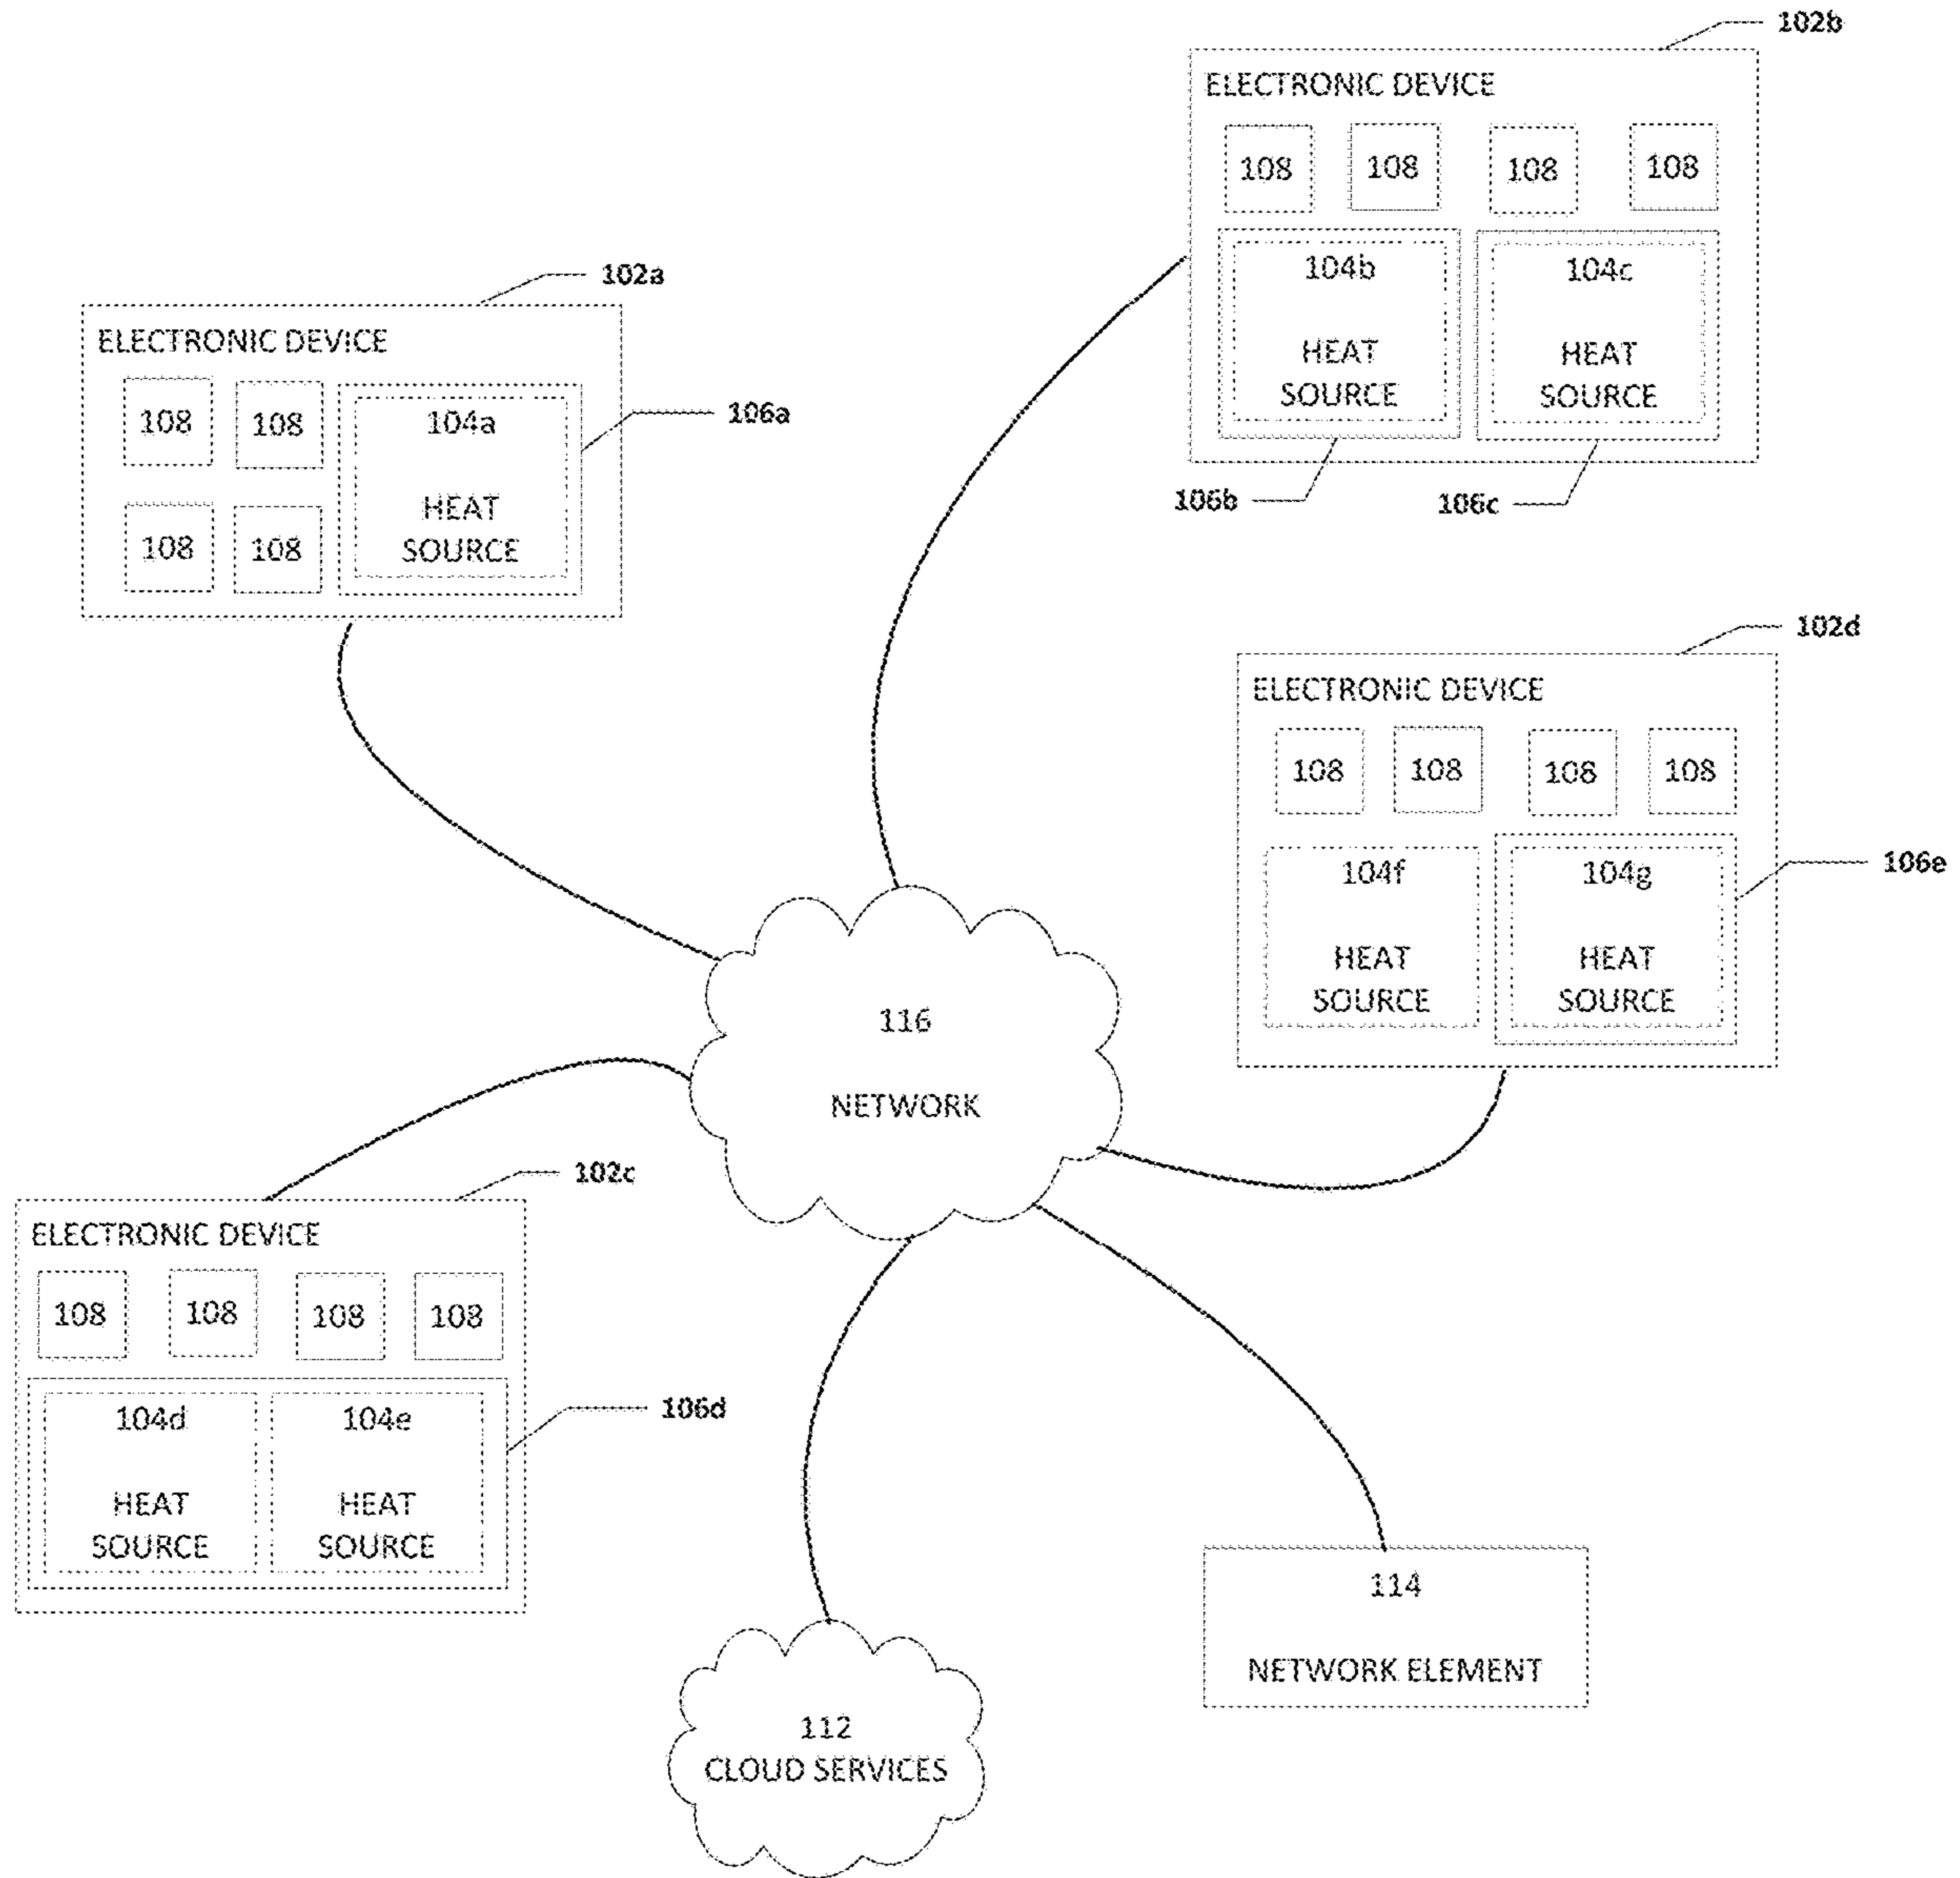 102b
ELECTRONIC DEVICE
108 108 108 108
104b
HEAT
SOURCE
104c
HEAT
SOURCE
106b
106c
102a
ELECTRONIC DEVICE
108 108
108 108
104a
HEAT
SOURCE
106a
102d
ELECTRONIC DEVICE
108 108 108 108
104f
HEAT
SOURCE
104g
HEAT
SOURCE
106e
116
NETWORK
102c
ELECTRONIC DEVICE
108 108 108 108
104d
HEAT
SOURCE
104e
HEAT
SOURCE
106d
114
NETWORK ELEMENT
112
CLOUD SERVICES